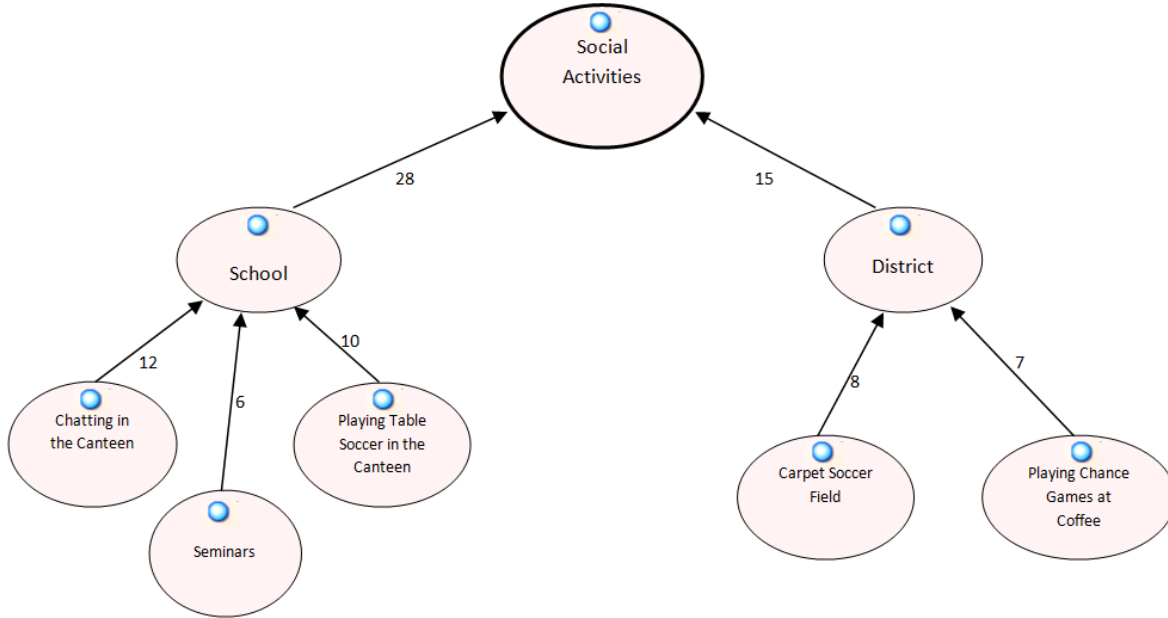 Social
Activities
28
15
School
District
12
10
6
8
7
Chatting in
the Canteen
Playing Table
Soccer in the
Canteen
Seminars
Carpet Soccer
Field
Playing Chance
Games at
Coffee